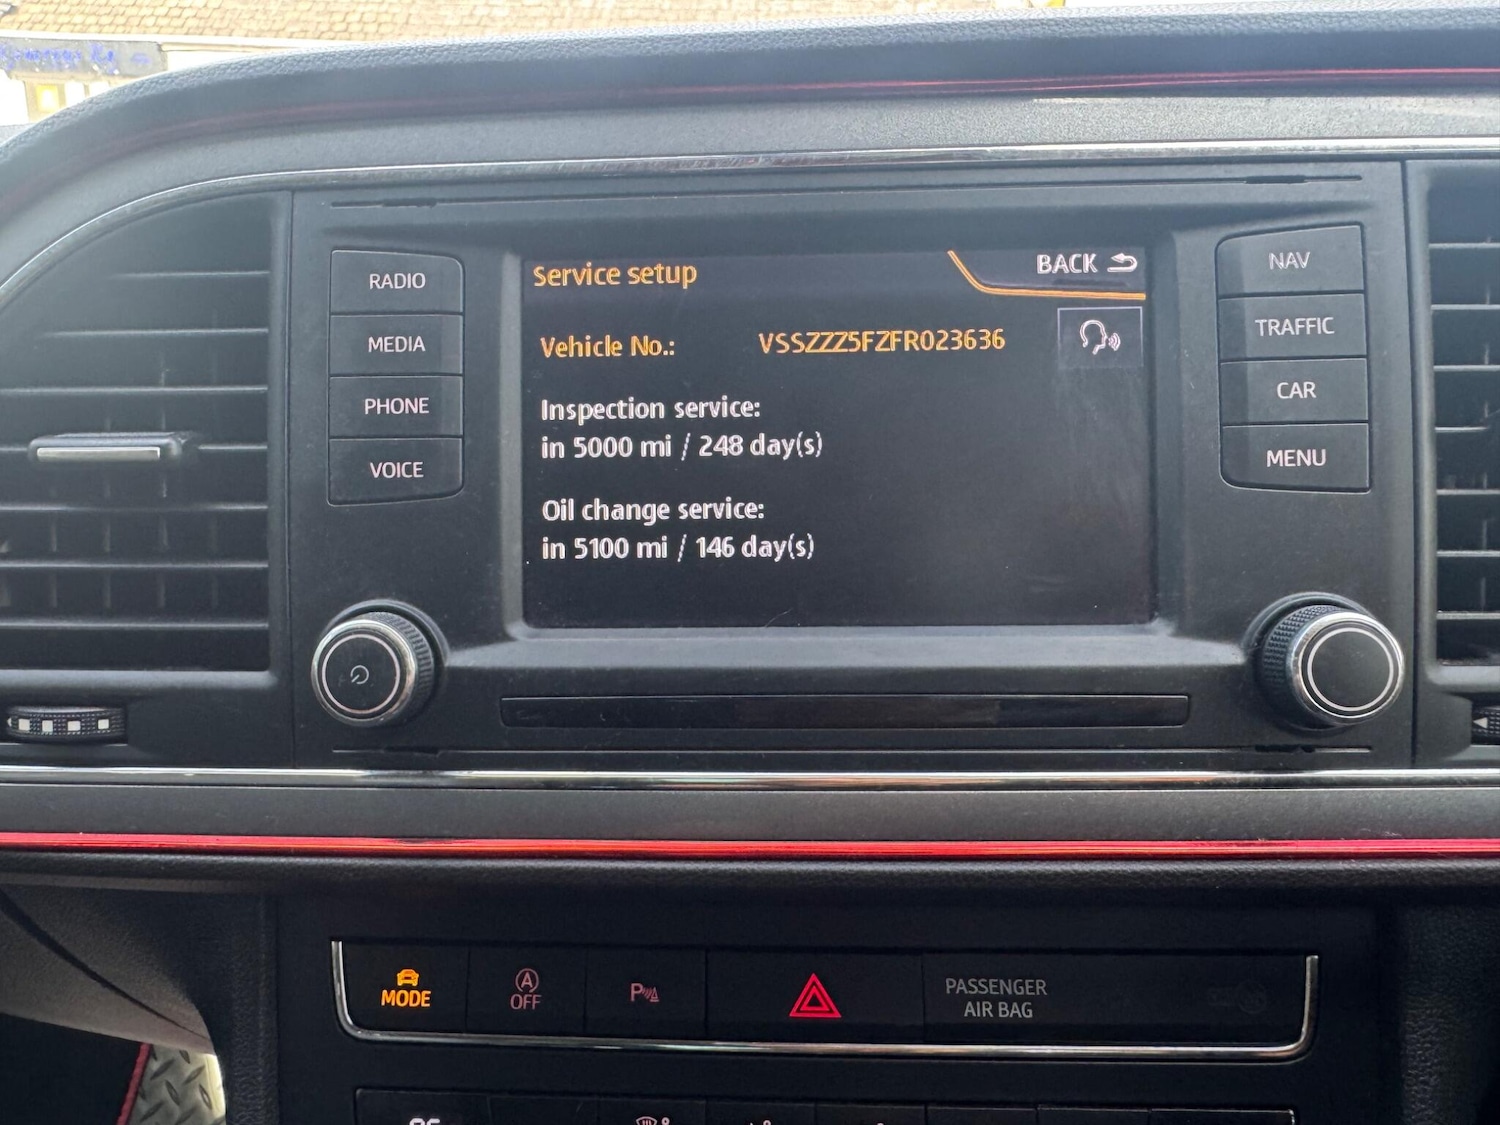 Service setup
BACK
Vehicle No.: VSSZZZ5FZFR023636
Inspection service:
in 5000 mi / 248 day(s)
Oil change service:
in 5100 mi / 146 day(s)
RADIO
MEDIA
PHONE
VOICE
NAV
TRAFFIC
CAR
MENU
MODE
A
OFF
P
PASSENGER
AIR BAG